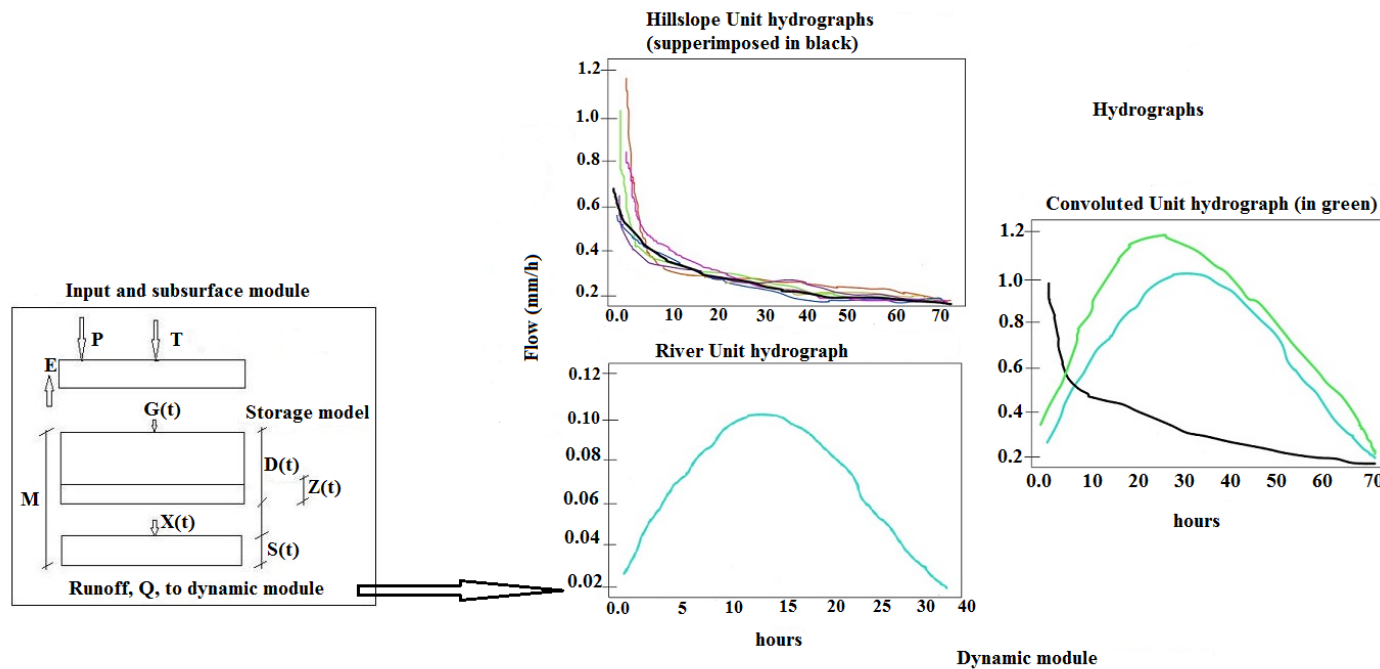 Hillslope Unit hydrographs
(supperimposed in black)
1.2
1.0
0.8
0.6
0.4
0.2
0.0 10 20 30 40 50 60 70
Flow (mm/h)
River Unit hydrograph
0.12
0.10
0.08
0.06
0.04
0.02
0.0 5 10 15 20 25 30 40
hours
Hydrographs
Convoluted Unit hydrograph (in green)
1.2
1.0
0.8
0.6
0.4
0.2
0.0 10 20 30 40 50 60 70
hours
Dynamic module
Input and subsurface module
P T
E
G(t) Storage model
D(t)
Z(t)
M
X(t)
S(t)
Runoff, Q, to dynamic module